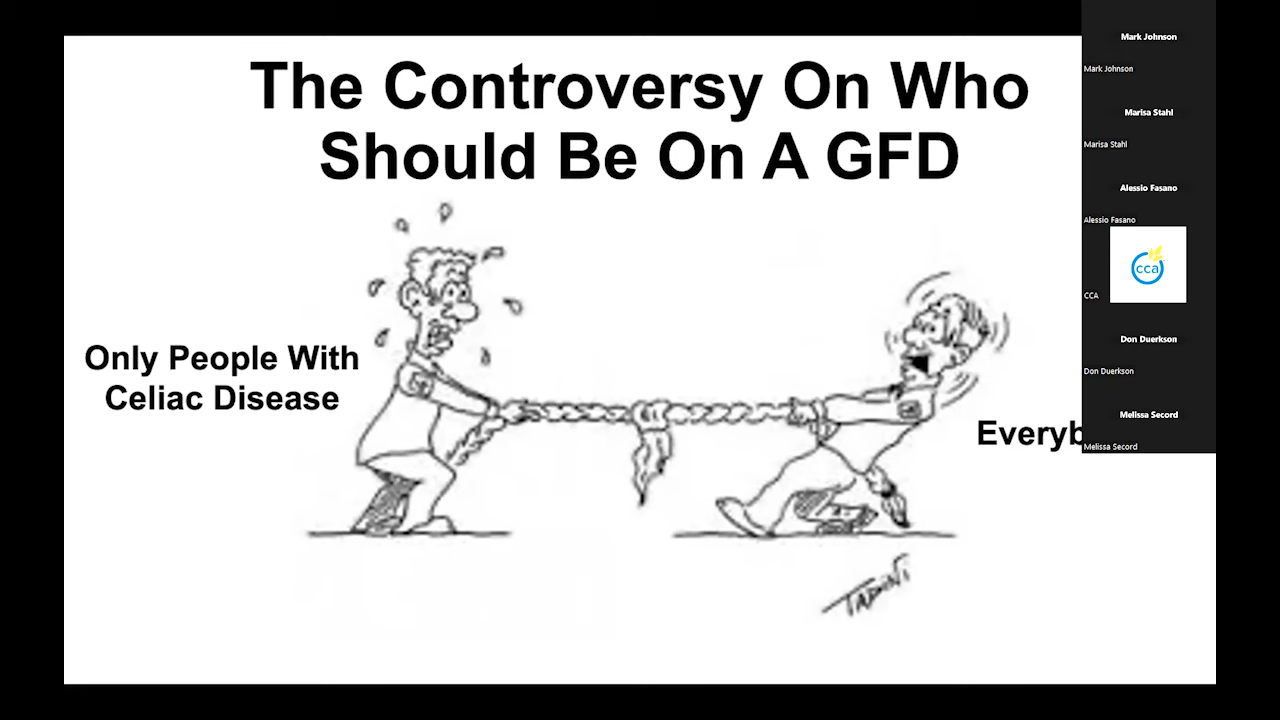 The Controversy On Who
Should Be On A GFD
Only People With
Celiac Disease
Everyb
TADINI
Mark Johnson
Mark Johnson
Marisa Stahl
Marisa Stahl
Alessio Fasano
Alessio Fasano
cca
CCA
Don Duerkson
Don Duerkson
Melissa Secord
Melissa Secord